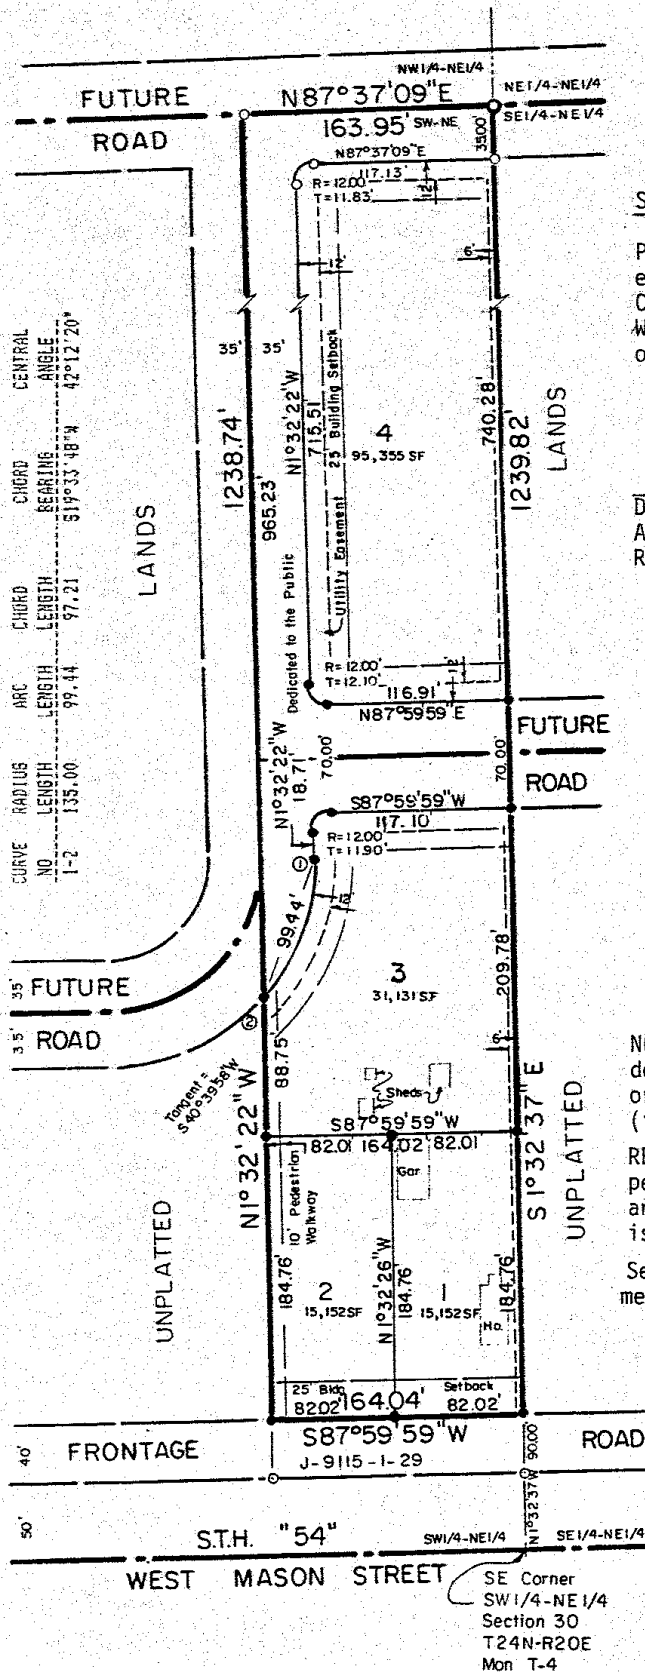 NW1/4-NE1/4
FUTURE N87°37'09"E NE1/4-NE1/4
ROAD 163.95' SW-NE SE1/4-NE1/4
N87°37'09"E 35.00'
117.13'
R=12.00' 12'
T=11.83'
6'
12'
35' 35'
CURVE RADIUS ARC CHORD CHORD CENTRAL
NO LENGTH LENGTH LENGTH BEARING ANGLE
1-2 135.00 99.44 97.21 S19°33'48"W 42°12'20"
LANDS
1238.74'
965.23'
N1°32'22"W
715.51
25' Building Setback
Utility Easement
Dedicated to the Public
4
95,355 SF
740.28'
1239.82'
LANDS
R=12.00' 12'
T=12.10'
116.91'
N87°59'59"E
FUTURE
ROAD
N1°32'22"W
18.71'
70.00'
70.00'
S87°59'59"W
117.10'
R=12.00'
T=11.90'
1
12'
99.44'
3
31,131 SF
209.78'
6'
35' FUTURE
35' ROAD
2
Tangent =
S40°39'58"W
88.75'
Sheds
S87°59'59"W
82.01' 164.02' 82.01'
Gar
N1°32'22"W
S1°32'37"E
UNPLATTED
UNPLATTED
10' Pedestrian
Walkway
184.76'
2
15,152SF
N1°32'26"W
184.76
1
15,152SF
184.76'
Ho.
25' Bldg Setback
82.02' 164.04' 82.02'
S87°59'59"W
40' FRONTAGE ROAD
J-9115-1-29
90.00
N1°32'37"W
50'
S.T.H. "54" SW1/4-NE1/4 SE1/4-NE1/4
WEST MASON STREET
SE Corner
SW1/4-NE1/4
Section 30
T24N-R20E
Mon T-4